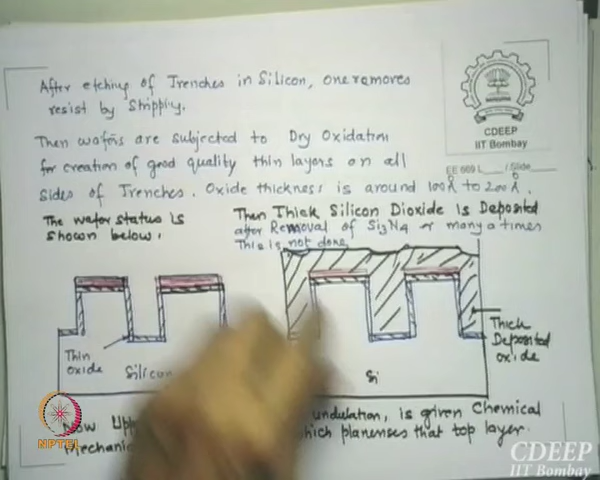 After etching of Trenches in Silicon, one removes
resist by Stripping.
Then wafers are subjected to Dry Oxidation
for creation of good quality thin layers on all
Sides of Trenches. Oxide thickness is around 100Å to 200Å.
CDEEP
IIT Bombay
EE 669 L /Slide
The wafer status is
shown below.
Then Thick Silicon Dioxide is Deposited
after Removal of Si3N4 or many a times
This is not done.
Thin
oxide
Silicon
Si
Thick
Deposited
oxide
Now Upp undulation, is given Chemical
Mechanic which planerises that top layer.
NPTEL
CDEEP
IIT Bombay